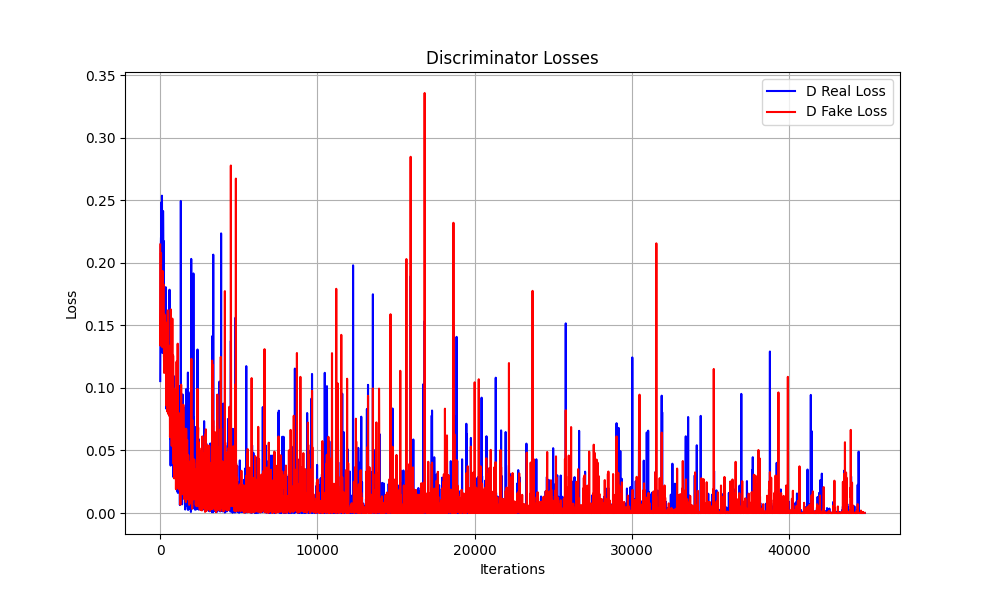 Discriminator Losses
D Real Loss
D Fake Loss
0.35
0.30
0.25
0.20
0.15
0.10
0.05
0.00
Loss
0 10000 20000 30000 40000
Iterations